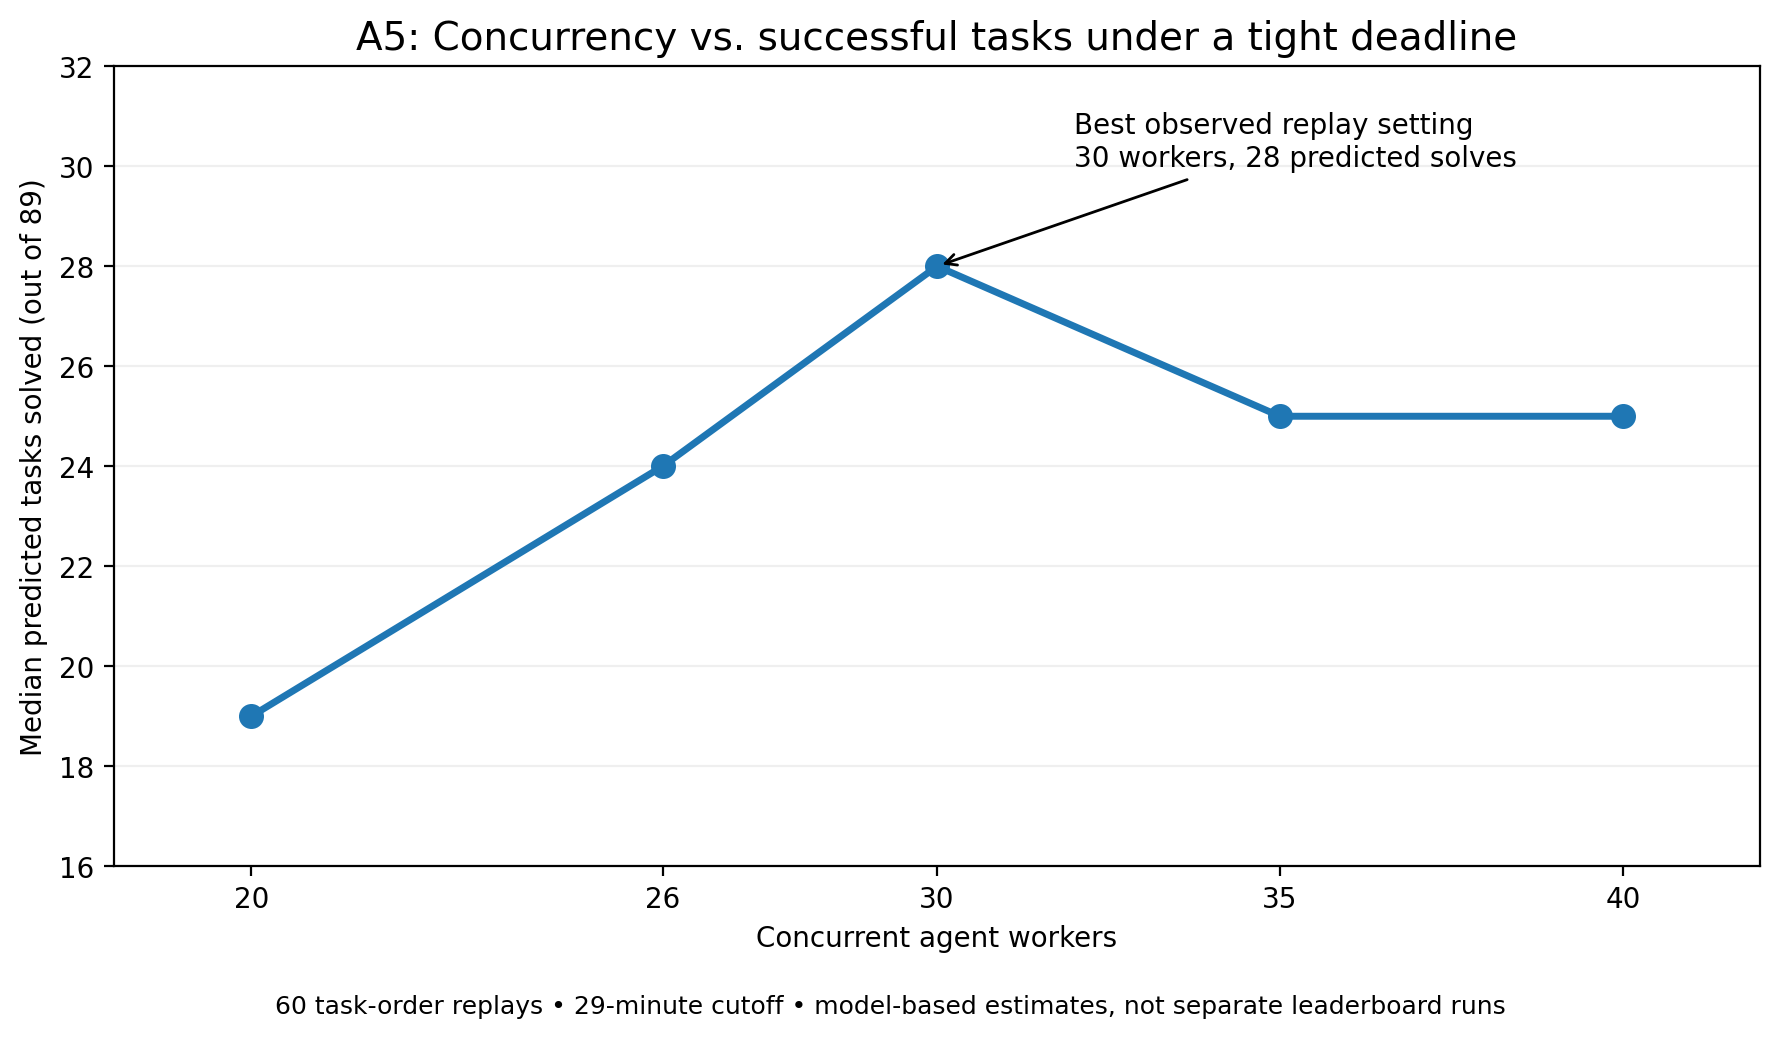 A5: Concurrency vs. successful tasks under a tight deadline
Median predicted tasks solved (out of 89)
32
30
28
26
24
22
20
18
16
Best observed replay setting
30 workers, 28 predicted solves
20 26 30 35 40
Concurrent agent workers
60 task-order replays • 29-minute cutoff • model-based estimates, not separate leaderboard runs